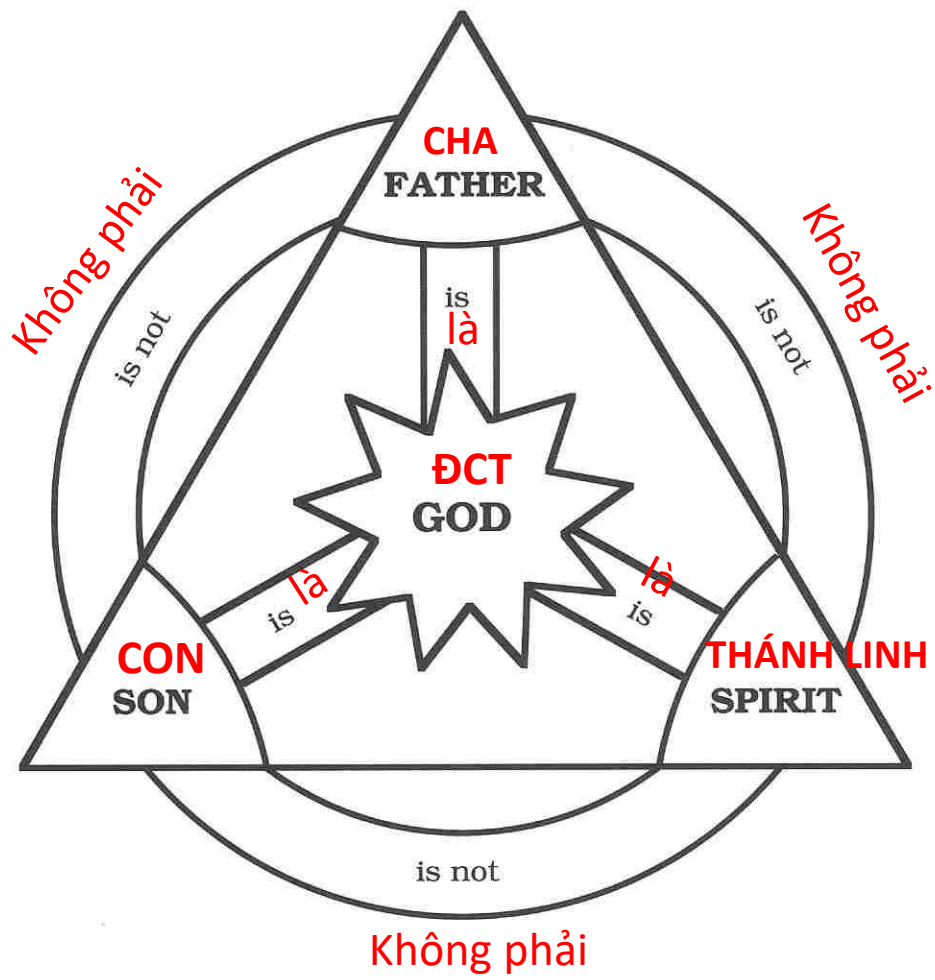 CHA
FATHER
Không phải
is not
Không phải
is not
is
là
ĐCT
GOD
là
is
là
is
CON
SON
THÁNH LINH
SPIRIT
is not
Không phải